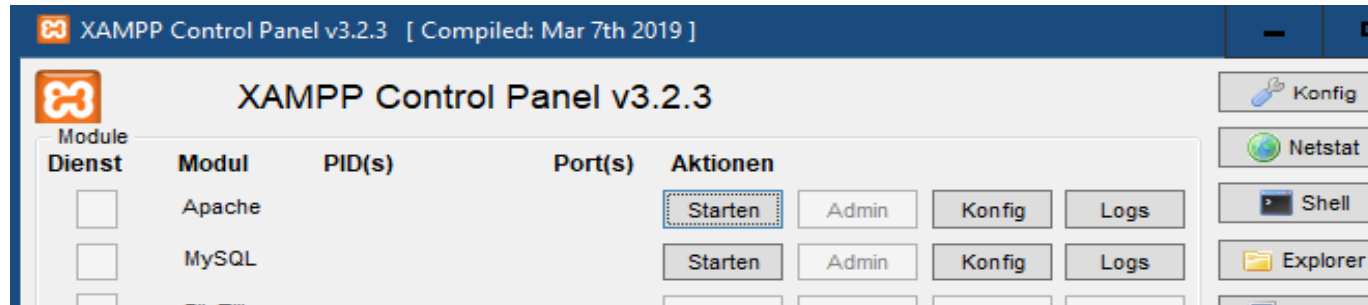 XAMPP Control Panel v3.2.3 [ Compiled: Mar 7th 2019 ]
XAMPP Control Panel v3.2.3
Konfig
Module
Dienst Modul PID(s) Port(s) Aktionen
Netstat
Apache Starten Admin Konfig Logs
Shell
MySQL Starten Admin Konfig Logs
Explorer